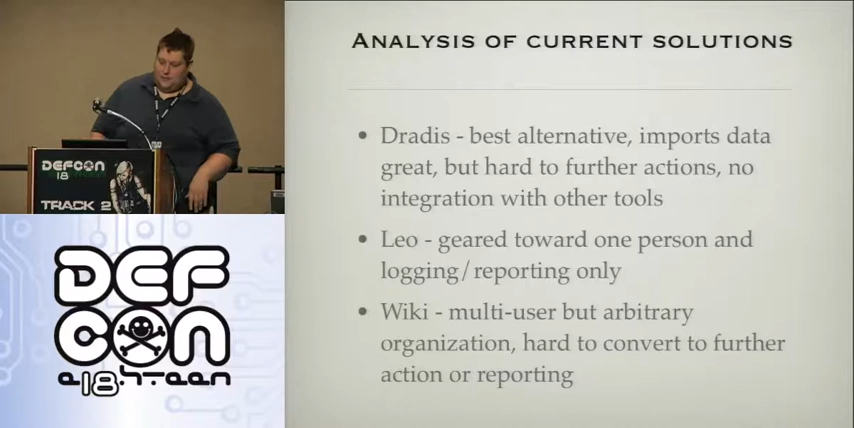 ANALYSIS OF CURRENT SOLUTIONS
• Dradis - best alternative, imports data
great, but hard to further actions, no
integration with other tools
• Leo - geared toward one person and
logging/reporting only
• Wiki - multi-user but arbitrary
organization, hard to convert to further
action or reporting
DEFCON
18
TRACK 2
DEF
CON
e18hteen